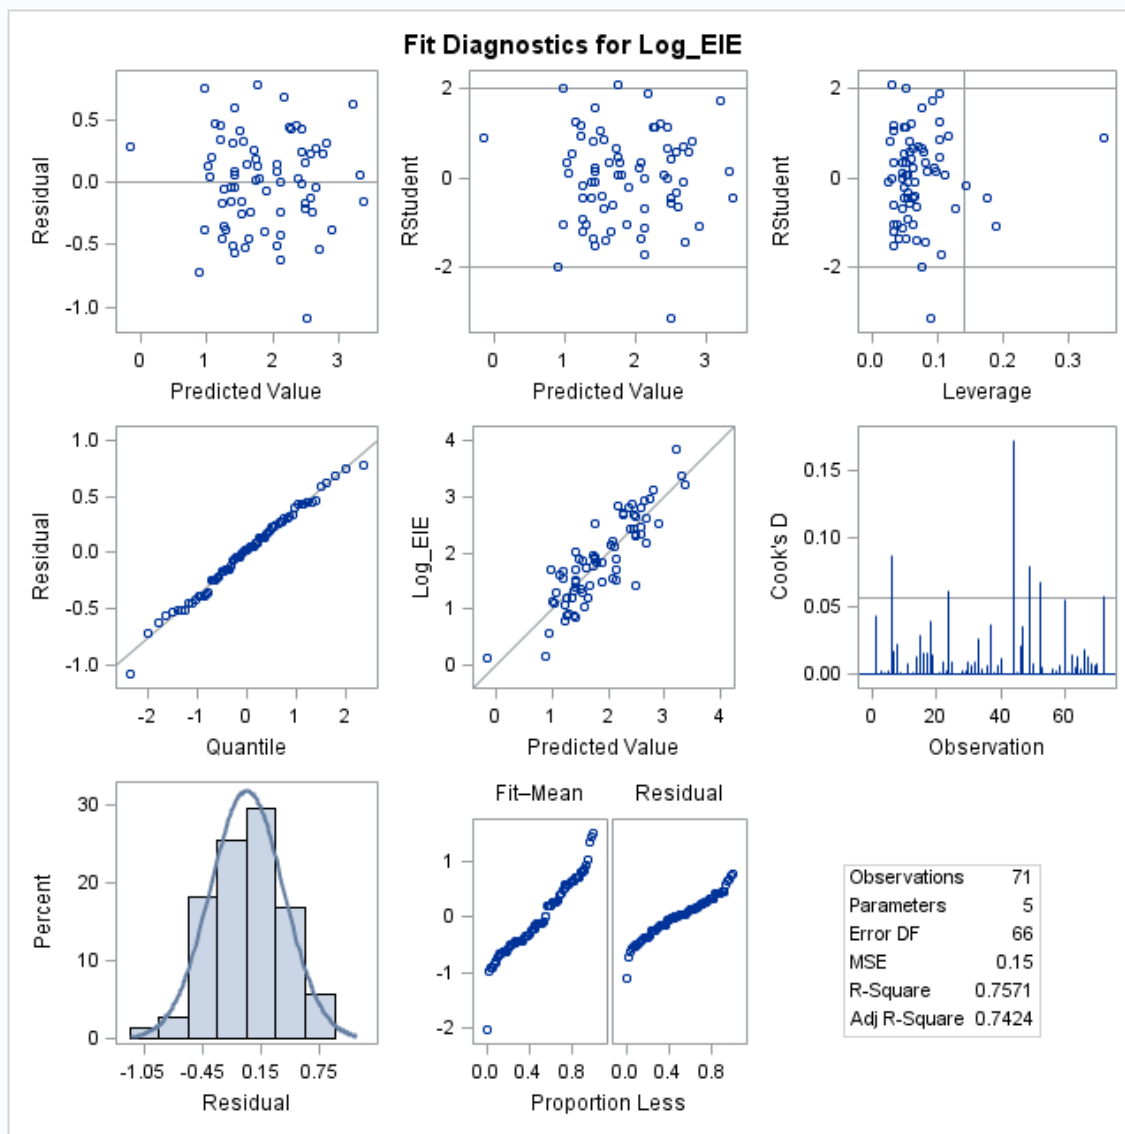 Fit Diagnostics for Log_EIE
Residual
0.5
0.0
-0.5
-1.0
0 1 2 3
Predicted Value
RStudent
2
0
-2
0 1 2 3
Predicted Value
RStudent
2
0
-2
0.0 0.1 0.2 0.3
Leverage
Residual
1.0
0.5
0.0
-0.5
-1.0
-2 -1 0 1 2
Quantile
Log_EIE
4
3
2
1
0
0 1 2 3 4
Predicted Value
Cook's D
0.15
0.10
0.05
0.00
0 20 40 60
Observation
Percent
30
20
10
0
-1.05 -0.45 0.15 0.75
Residual
Fit–Mean Residual
1
0
-1
-2
0.0 0.8 0.0 0.8
Proportion Less
Observations 71
Parameters 5
Error DF 66
MSE 0.15
R-Square 0.7571
Adj R-Square 0.7424